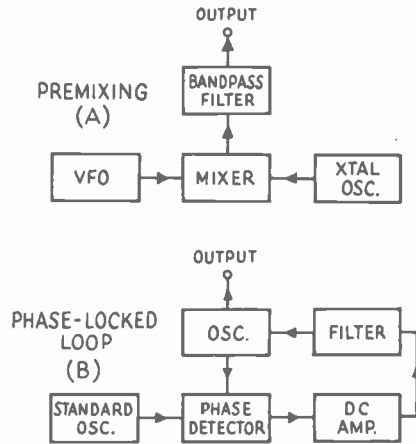 OUTPUT
PREMIXING
(A)
BANDPASS
FILTER
VFO
MIXER
XTAL
OSC.
OUTPUT
PHASE-LOCKED
LOOP
(B)
OSC.
FILTER
STANDARD
OSC.
PHASE
DETECTOR
DC
AMP.